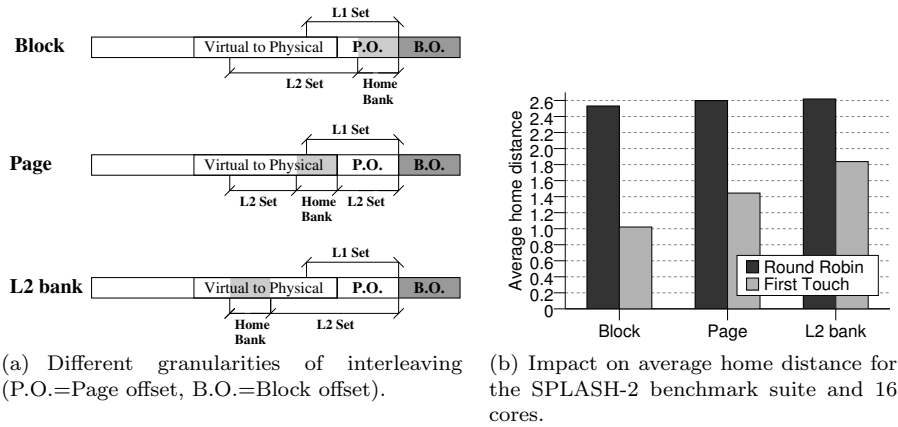 L1 Set
Block
Virtual to Physical
P.O.
B.O.
L2 Set
Home
Bank
L1 Set
Page
Virtual to Physical
P.O.
B.O.
L2 Set
Home
Bank
L2 Set
L1 Set
L2 bank
Virtual to Physical
P.O.
B.O.
Home
Bank
L2 Set
(a) Different granularities of interleaving
(P.O.=Page offset, B.O.=Block offset).
Average home distance
2.6
2.4
2.2
2.0
1.8
1.6
1.4
1.2
1.0
0.8
0.6
0.4
0.2
0
Round Robin
First Touch
Block
Page
L2 bank
(b) Impact on average home distance for
the SPLASH-2 benchmark suite and 16
cores.